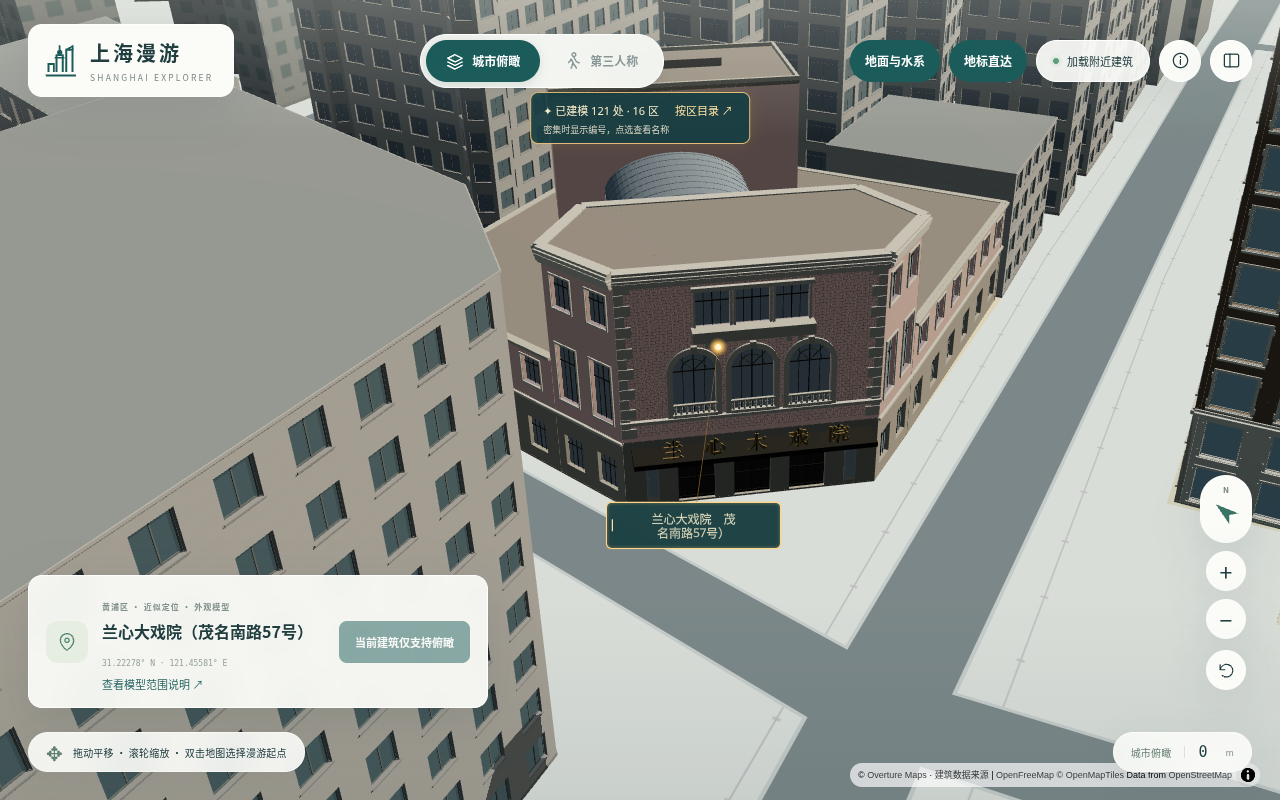 上海漫游
SHANGHAI EXPLORER
城市俯瞰
第三人称
地面与水系
地标直达
加载附近建筑
✦ 已建模 121 处 · 16 区 按区目录 ↗
密集时显示编号，点选查看名称
兰心大戏院
兰心大戏院 茂
名南路57号）
N
黄浦区 · 近似定位 · 外观模型
兰心大戏院（茂名南路57号）
31.22278° N · 121.45581° E
查看模型范围说明 ↗
当前建筑仅支持俯瞰
拖动平移 · 滚轮缩放 · 双击地图选择漫游起点
城市俯瞰 0 m
© Overture Maps · 建筑数据来源 | OpenFreeMap © OpenMapTiles Data from OpenStreetMap